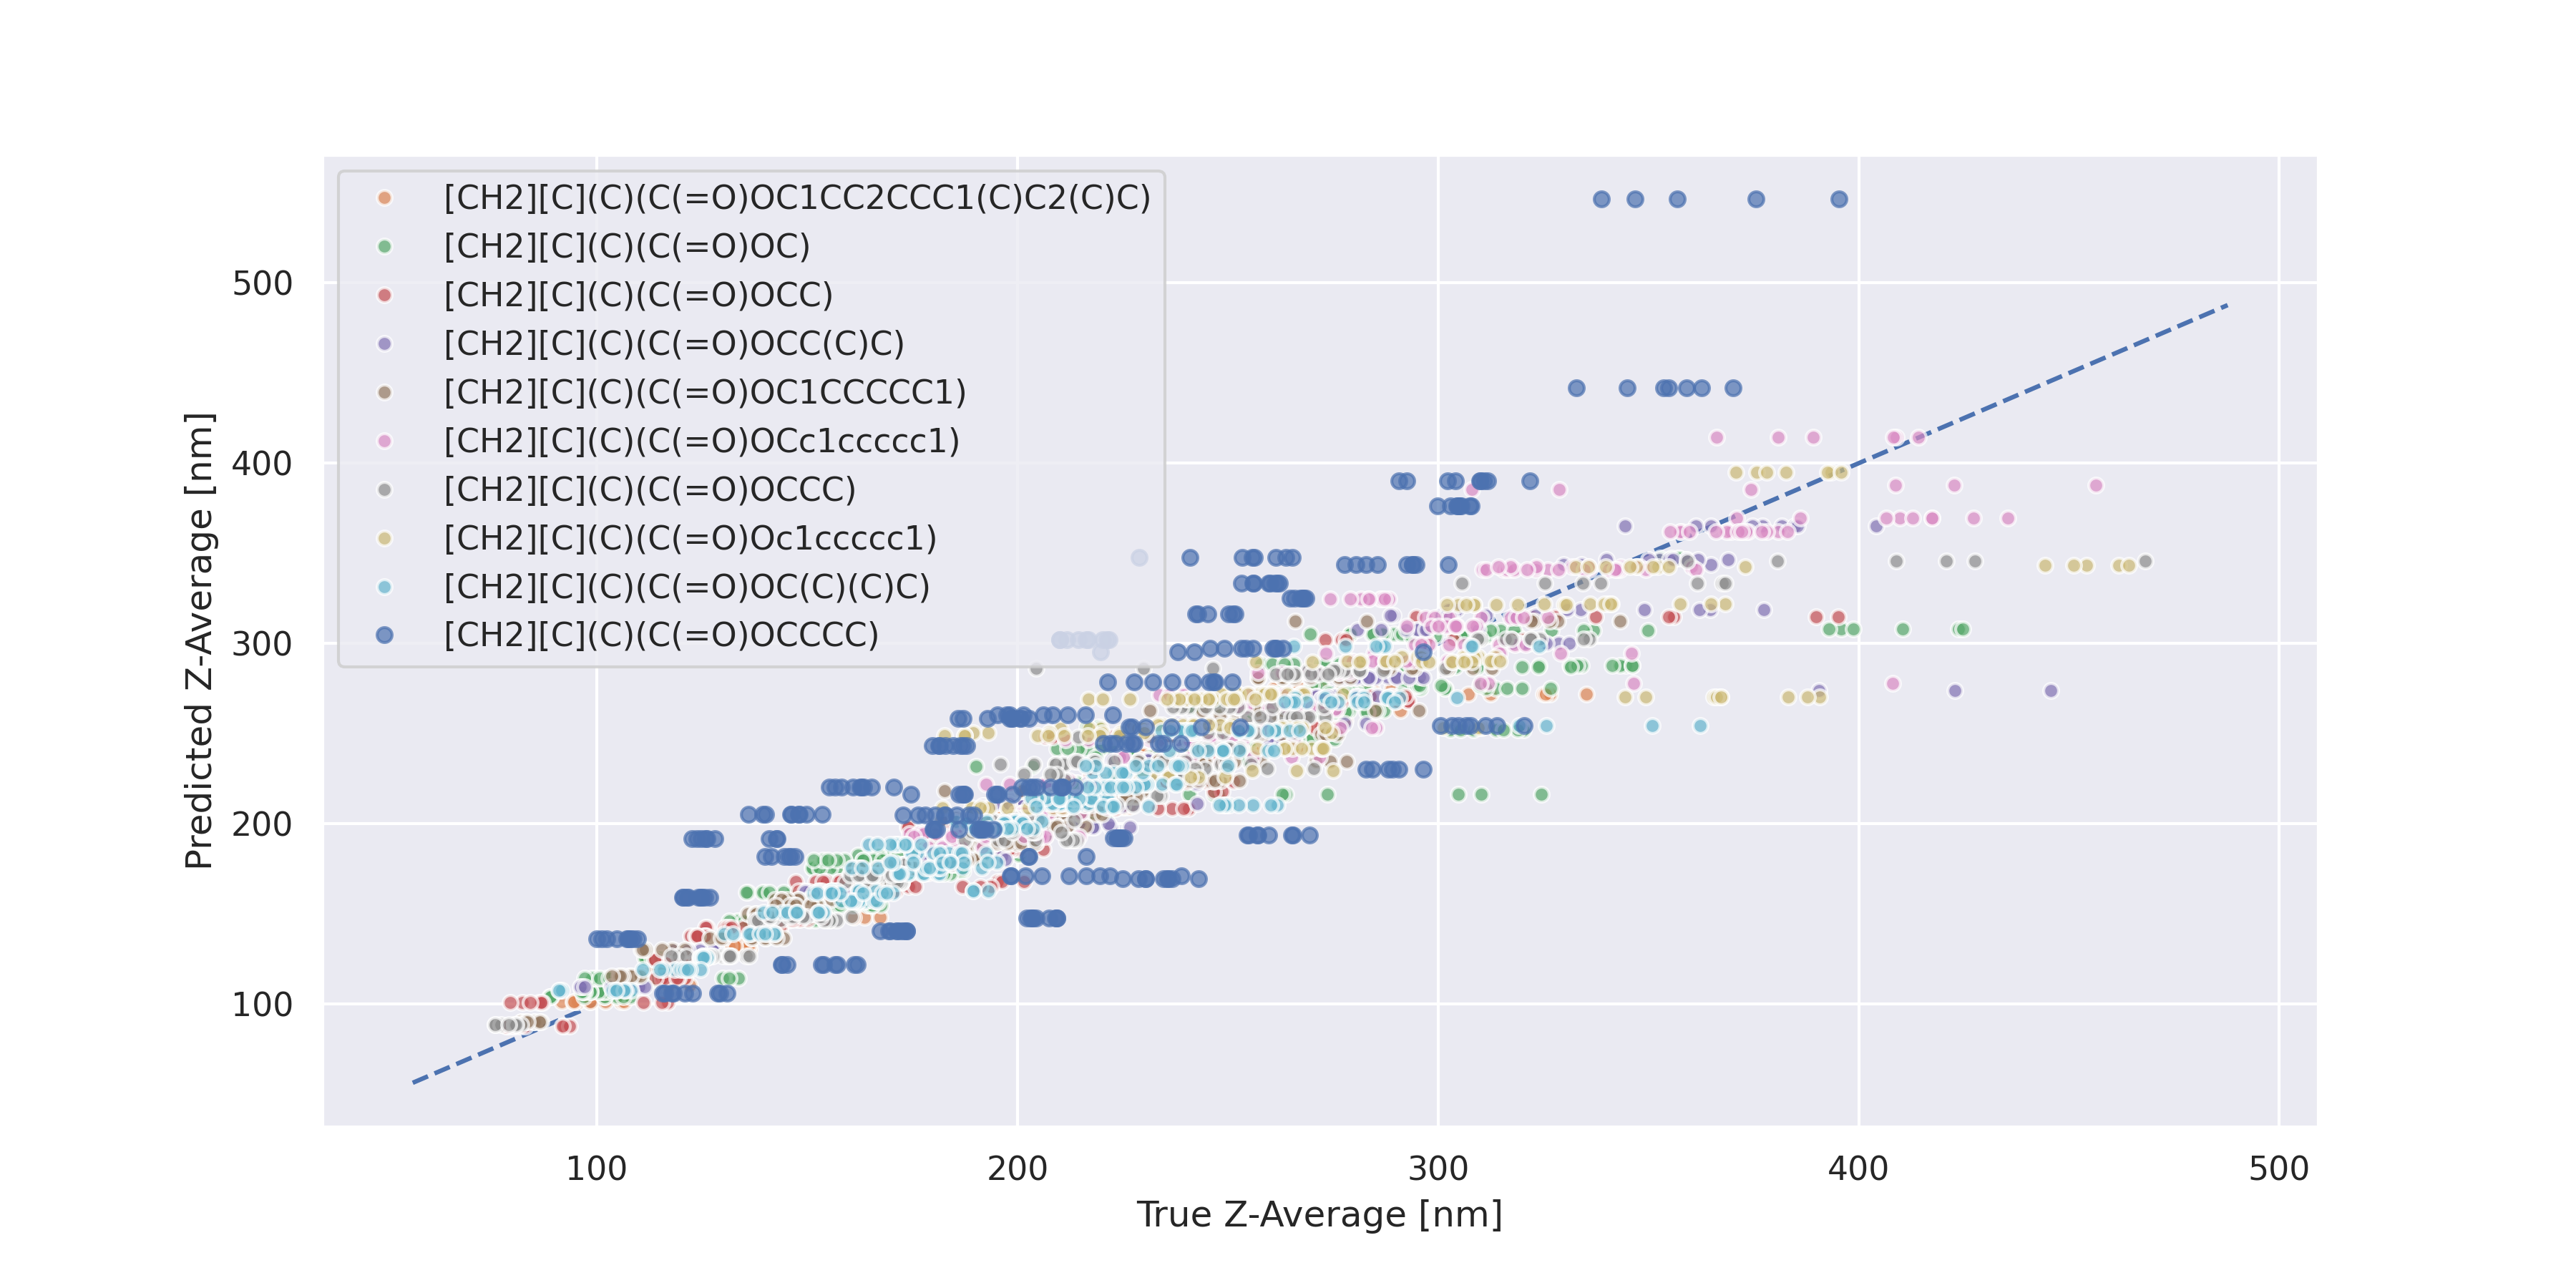 [CH2][C](C)(C(=O)OC1CC2CCC1(C)C2(C)C)
[CH2][C](C)(C(=O)OC)
[CH2][C](C)(C(=O)OCC)
[CH2][C](C)(C(=O)OCC(C)C)
[CH2][C](C)(C(=O)OC1CCCCC1)
[CH2][C](C)(C(=O)OCc1ccccc1)
[CH2][C](C)(C(=O)OCCC)
[CH2][C](C)(C(=O)Oc1ccccc1)
[CH2][C](C)(C(=O)OC(C)(C)C)
[CH2][C](C)(C(=O)OCCCC)
Predicted Z-Average [nm]
500
400
300
200
100
100 200 300 400 500
True Z-Average [nm]